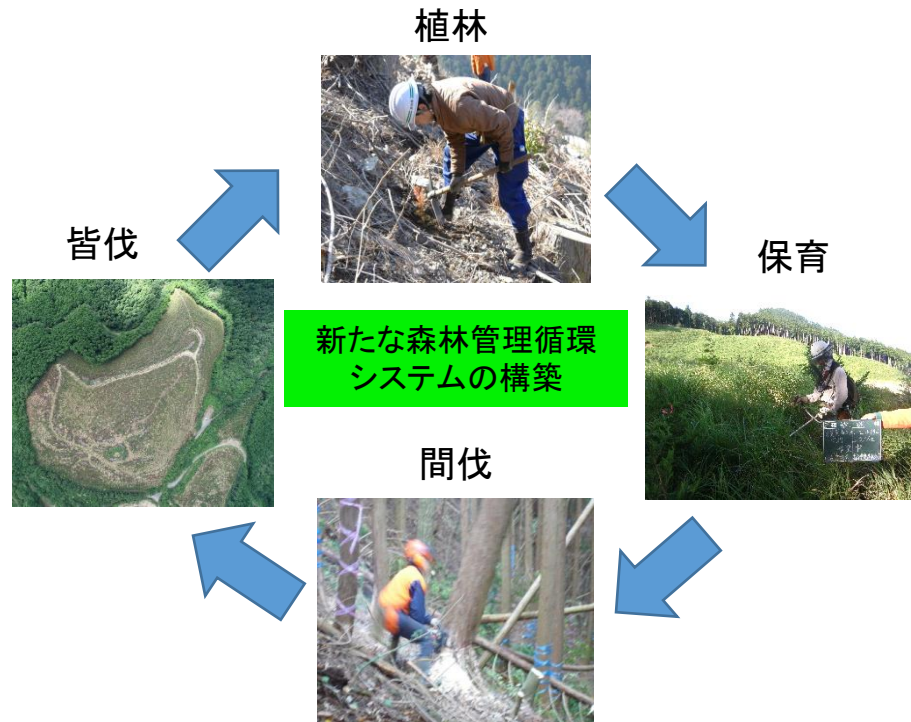 植林
皆伐
保育
新たな森林管理循環
システムの構築
間伐